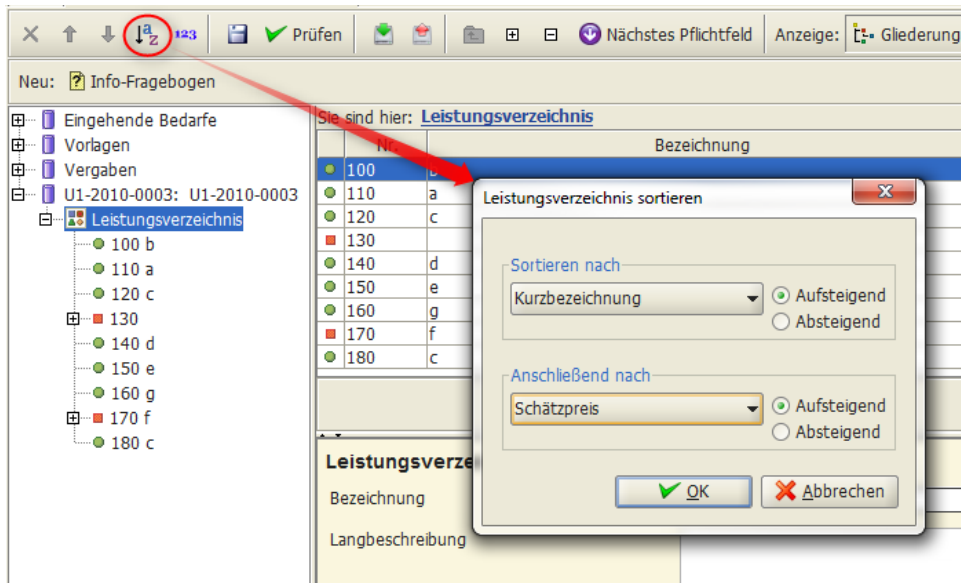 a z 123 Prüfen Nächstes Pflichtfeld Anzeige: Gliederung
Neu: Info-Fragebogen
Eingehende Bedarfe
Vorlagen
Vergaben
U1-2010-0003: U1-2010-0003
Leistungsverzeichnis
100 b
110 a
120 c
130
140 d
150 e
160 g
170 f
180 c
Sie sind hier: Leistungsverzeichnis
Nr. Bezeichnung
100 b
110 a
120 c
130
140 d
150 e
160 g
170 f
180 c
Bezeichnung
Langbeschreibung
Leistungsverzeichnis sortieren
Sortieren nach
Kurzbezeichnung
Aufsteigend
Absteigend
Anschließend nach
Schätzpreis
Aufsteigend
Absteigend
OK Abbrechen